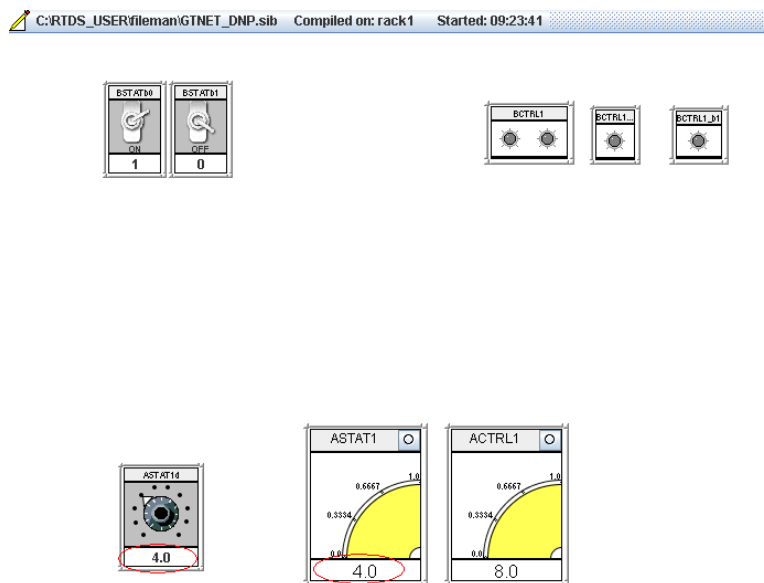 C:\RTDS_USER\fileman\GTNET_DNP.sib Compiled on: rack1 Started: 09:23:41
BSTATb0 BSTATb1
ON OFF
1 0
BCTRL1 BCTRL1... BCTRL1_b1
ASTAT1 ACTRL1
1.0 1.0
0.6667 0.6667
0.3334 0.3334
0.0 0.0
4.0 8.0
ASTAT1d
4.0